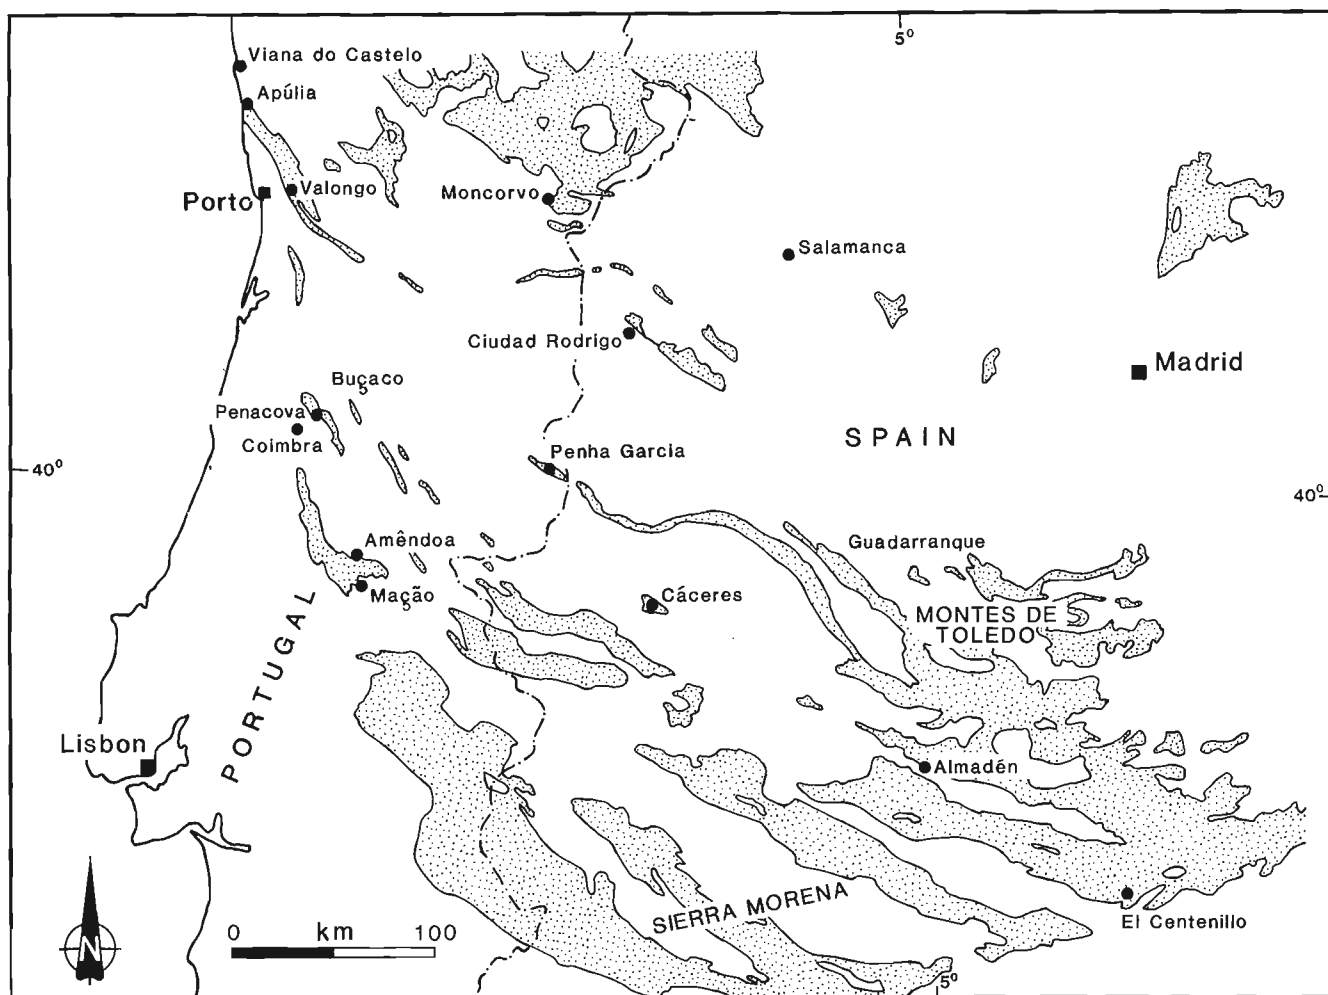 5°
Viana do Castelo
Apúlia
Valongo
Porto
Moncorvo
Salamanca
Ciudad Rodrigo
Madrid
Buçaco
Penacova
Coimbra
SPAIN
Penha Garcia
40°
40°
Amêndoa
Guadarranque
Mação
Cáceres
MONTES DE
TOLEDO
PORTUGAL
Lisbon
Almadén
SIERRA MORENA
El Centenillo
N
0 km 100
5°